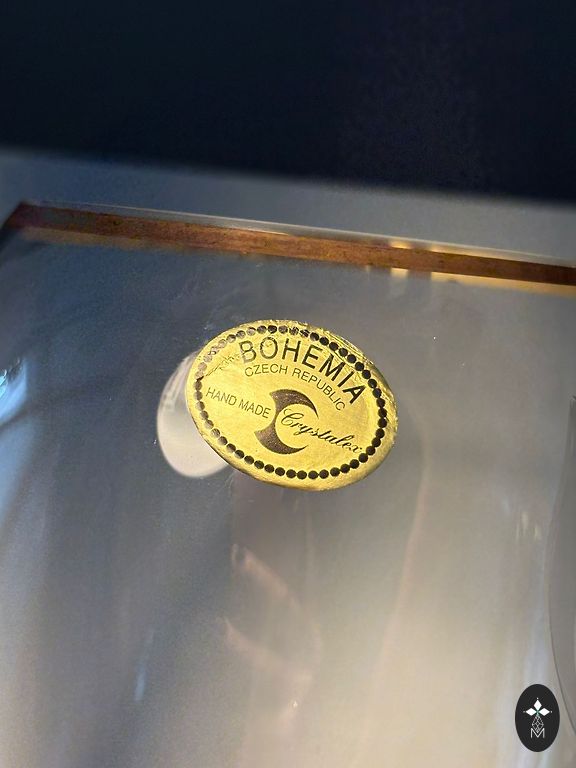 BOHEMIA
CZECH REPUBLIC
HAND MADE
Crystalex
M